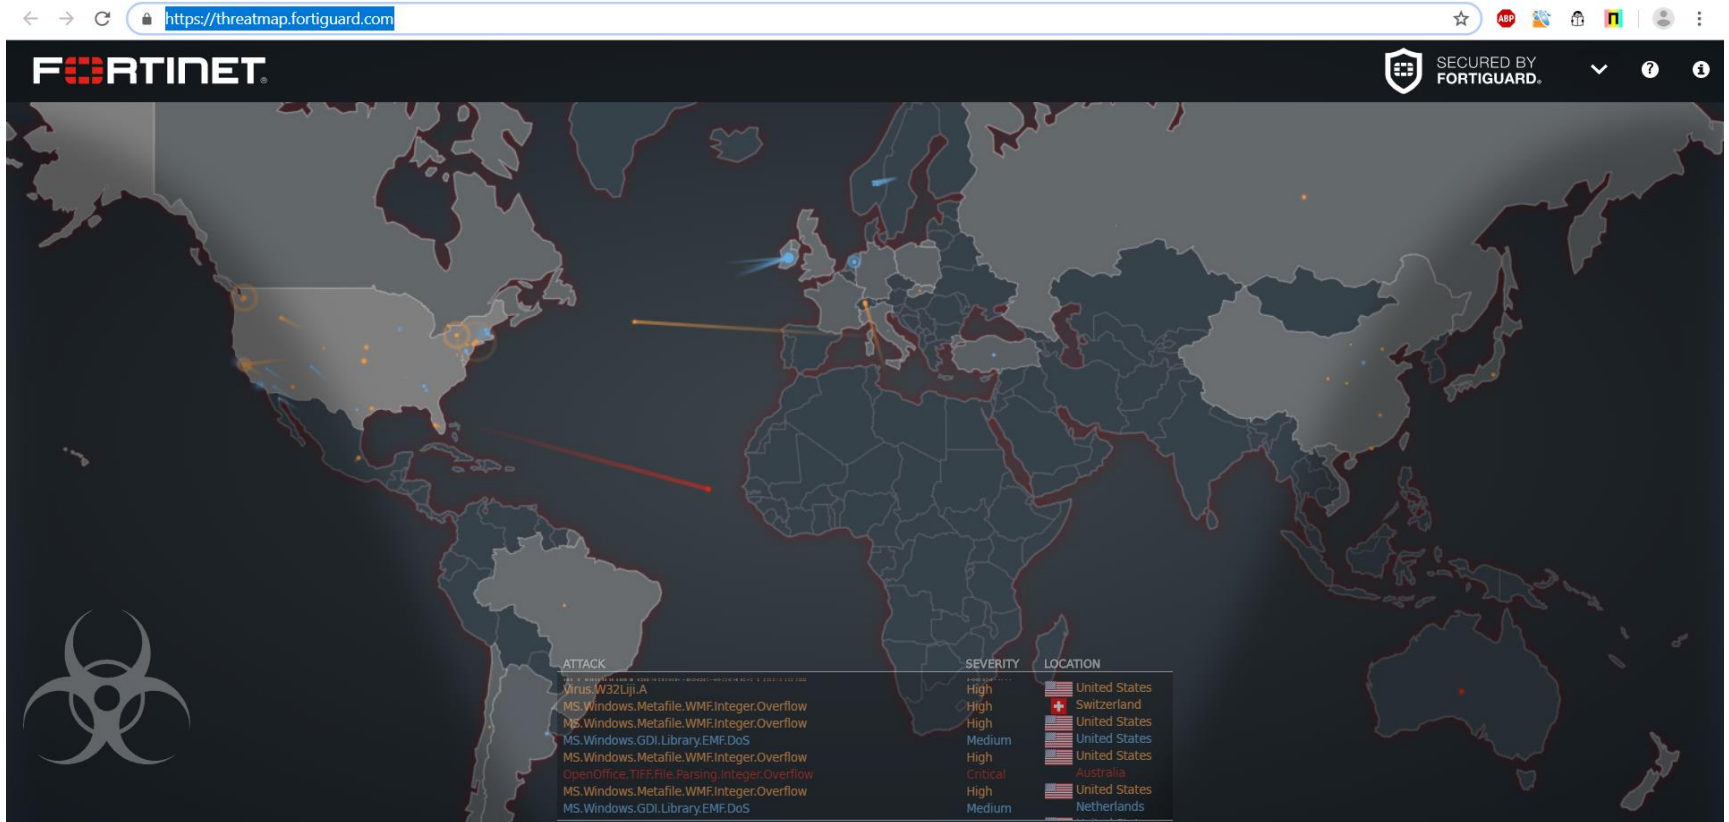 https://threatmap.fortiguard.com
ABP
FORTINET®
SECURED BY
FORTIGUARD®
ATTACK SEVERITY LOCATION
Virus.W32Liji.A High United States
MS.Windows.Metafile.WMF.Integer.Overflow High Switzerland
MS.Windows.Metafile.WMF.Integer.Overflow High United States
MS.Windows.GDI.Library.EMF.DoS Medium United States
MS.Windows.Metafile.WMF.Integer.Overflow High United States
OpenOffice.TIFF.File.Parsing.Integer.Overflow Critical Australia
MS.Windows.Metafile.WMF.Integer.Overflow High United States
MS.Windows.GDI.Library.EMF.DoS Medium Netherlands